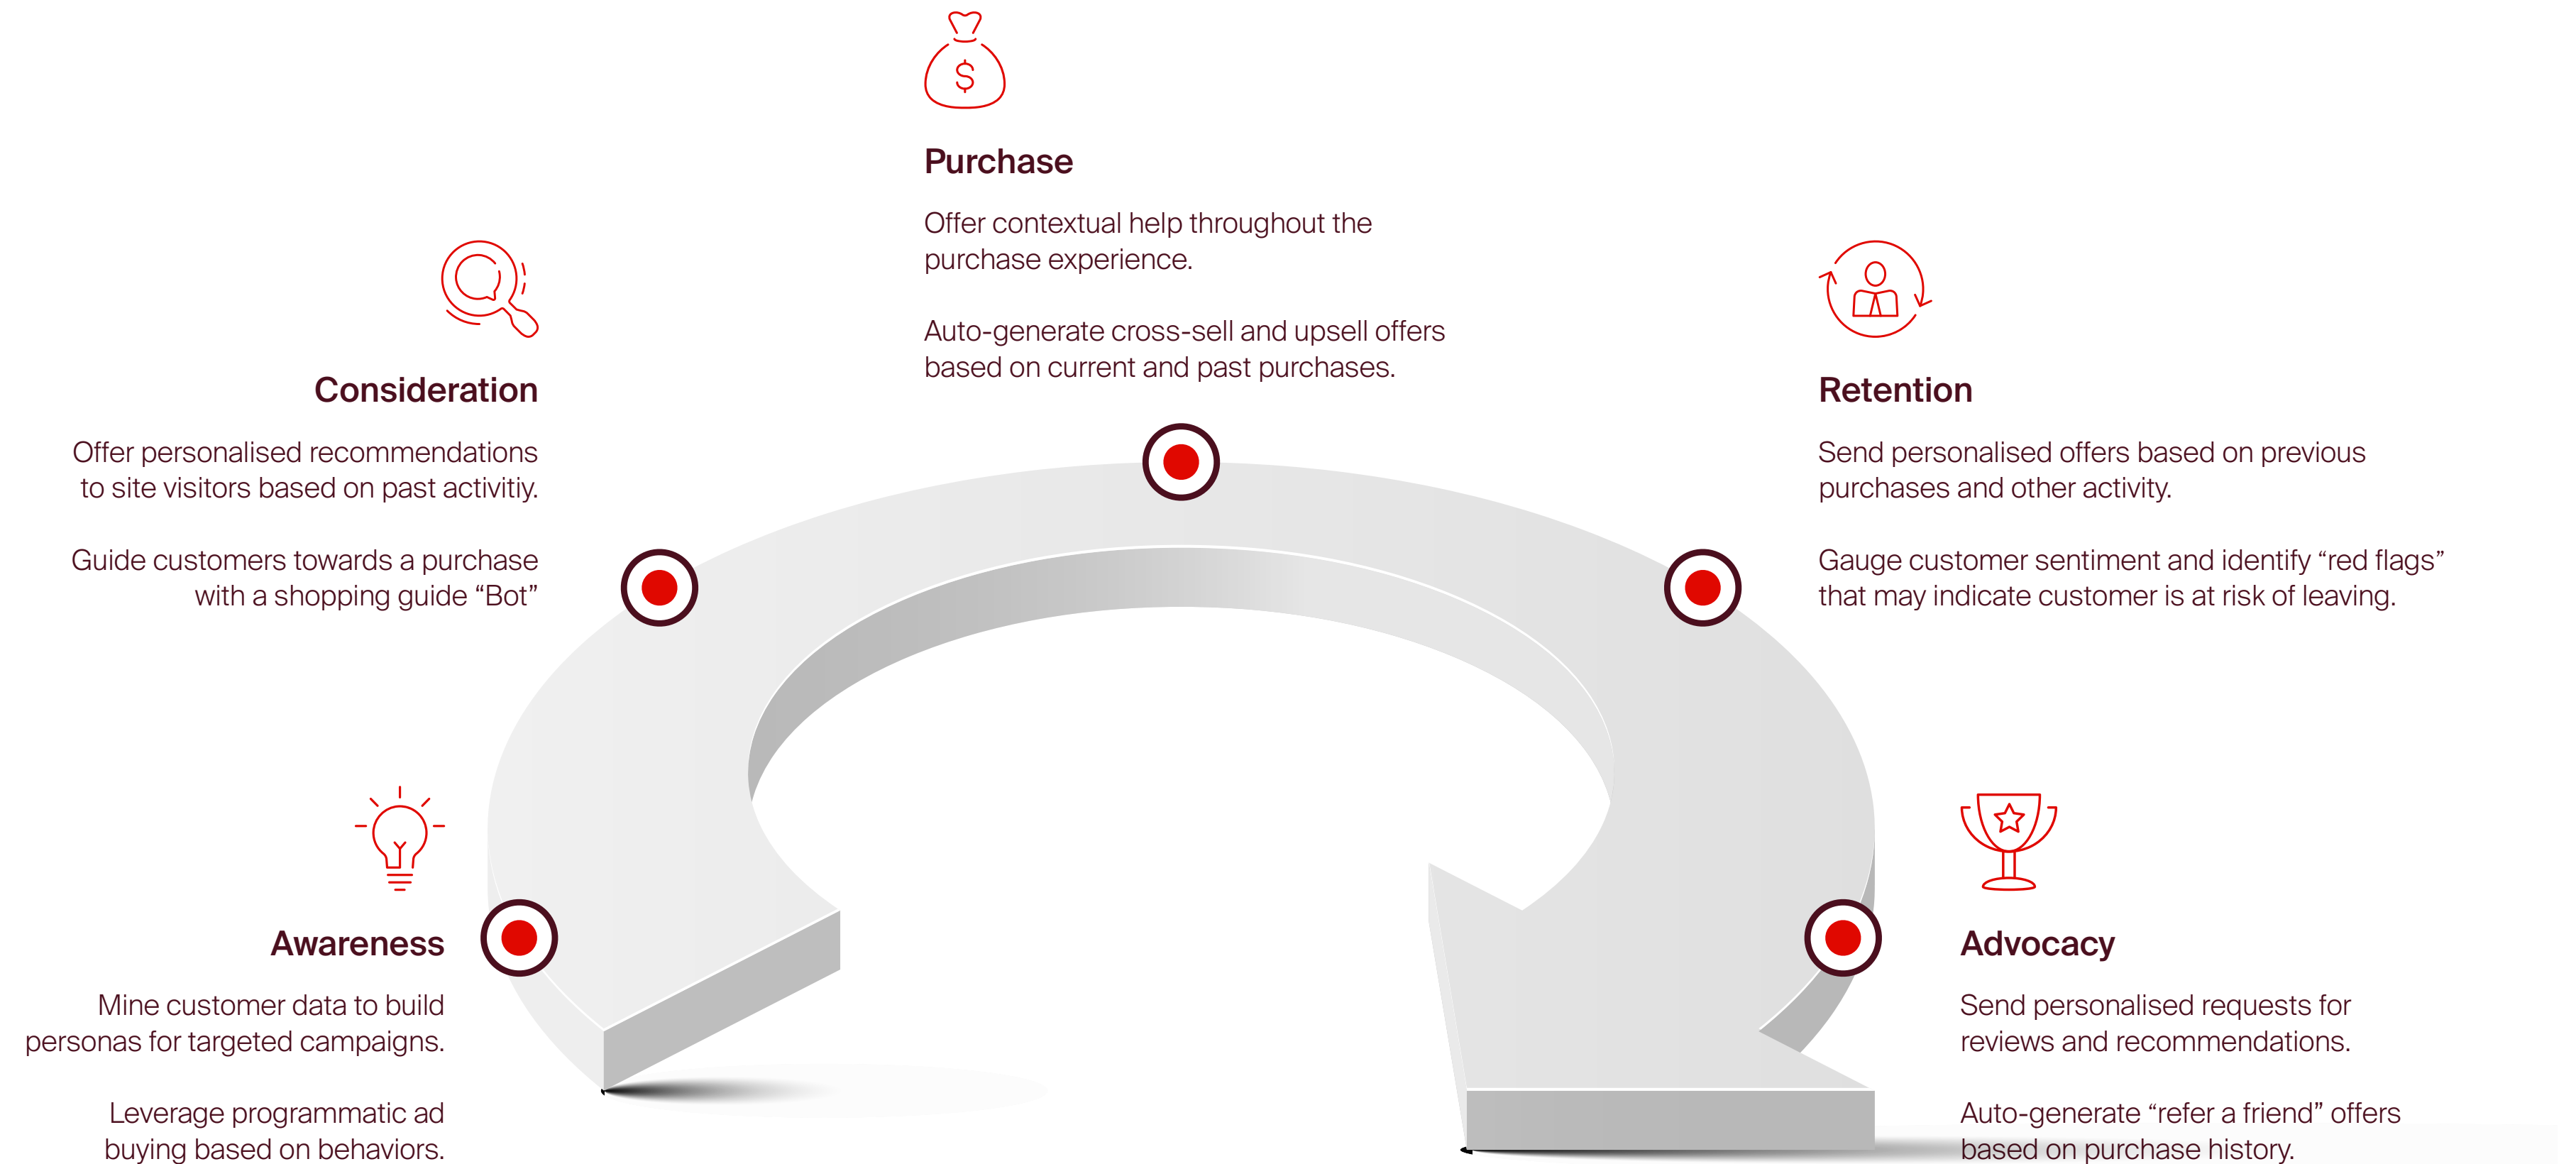 Awareness
Mine customer data to build
personas for targeted campaigns.
Leverage programmatic ad
buying based on behaviors.
Consideration
Offer personalised recommendations
to site visitors based on past activitiy.
Guide customers towards a purchase
with a shopping guide “Bot”
$
Purchase
Offer contextual help throughout the
purchase experience.
Auto-generate cross-sell and upsell offers
based on current and past purchases.
Retention
Send personalised offers based on previous
purchases and other activity.
Gauge customer sentiment and identify “red flags”
that may indicate customer is at risk of leaving.
Advocacy
Send personalised requests for
reviews and recommendations.
Auto-generate “refer a friend” offers
based on purchase history.